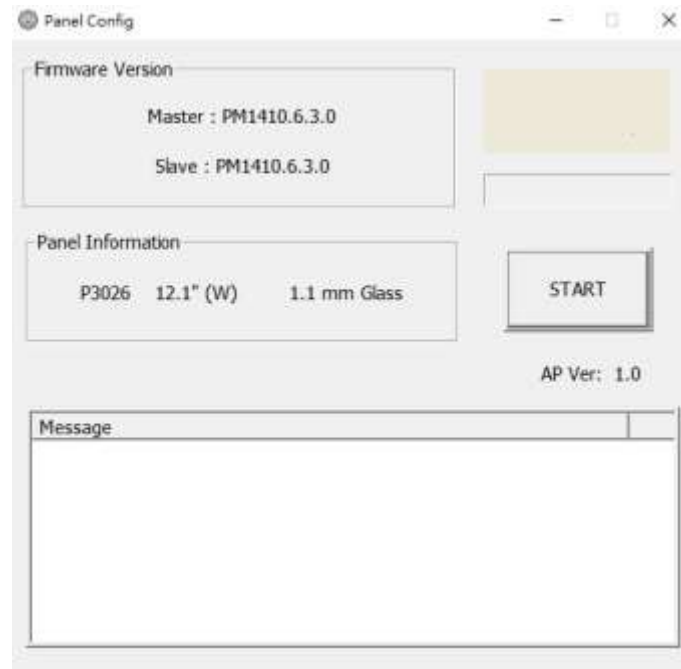 Panel Config
Firmware Version
Master : PM1410.6.3.0
Slave : PM1410.6.3.0
Panel Information
P3026 12.1" (W) 1.1 mm Glass
START
AP Ver: 1.0
Message